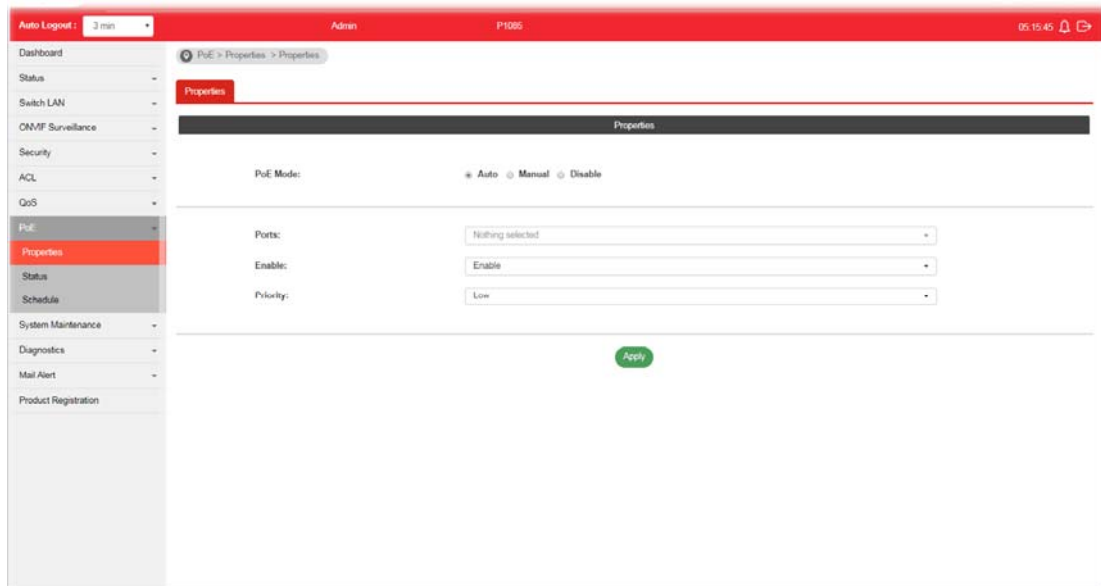 Auto Logout : 3 min Admin P1085 05:15:45
Dashboard
Status
Switch LAN
ONVIF Surveillance
Security
ACL
QoS
PoE
Properties
Status
Schedule
System Maintenance
Diagnostics
Mail Alert
Product Registration
PoE > Properties > Properties
Properties
Properties
PoE Mode: Auto Manual Disable
Ports: Nothing selected
Enable: Enable
Priority: Low
Apply